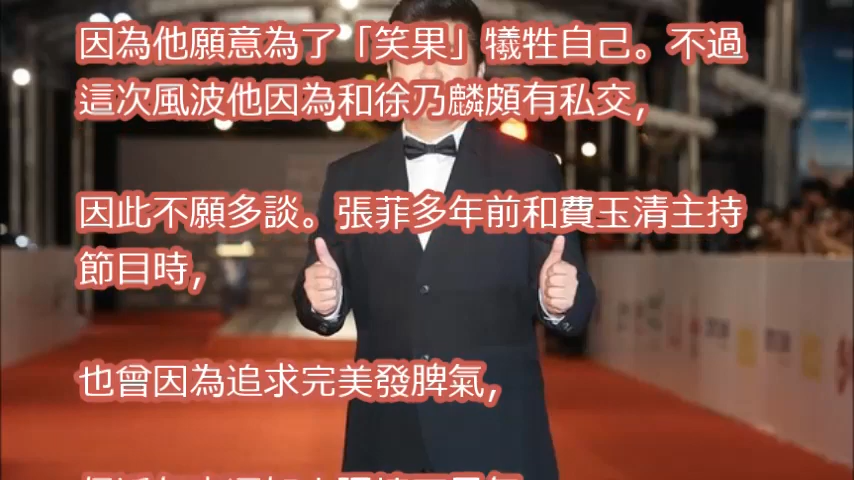 因為他願意為了「笑果」犧牲自己。不過
這次風波他因為和徐乃麟頗有私交，
因此不願多談。張菲多年前和費玉清主持
節目時，
也曾因為追求完美發脾氣，